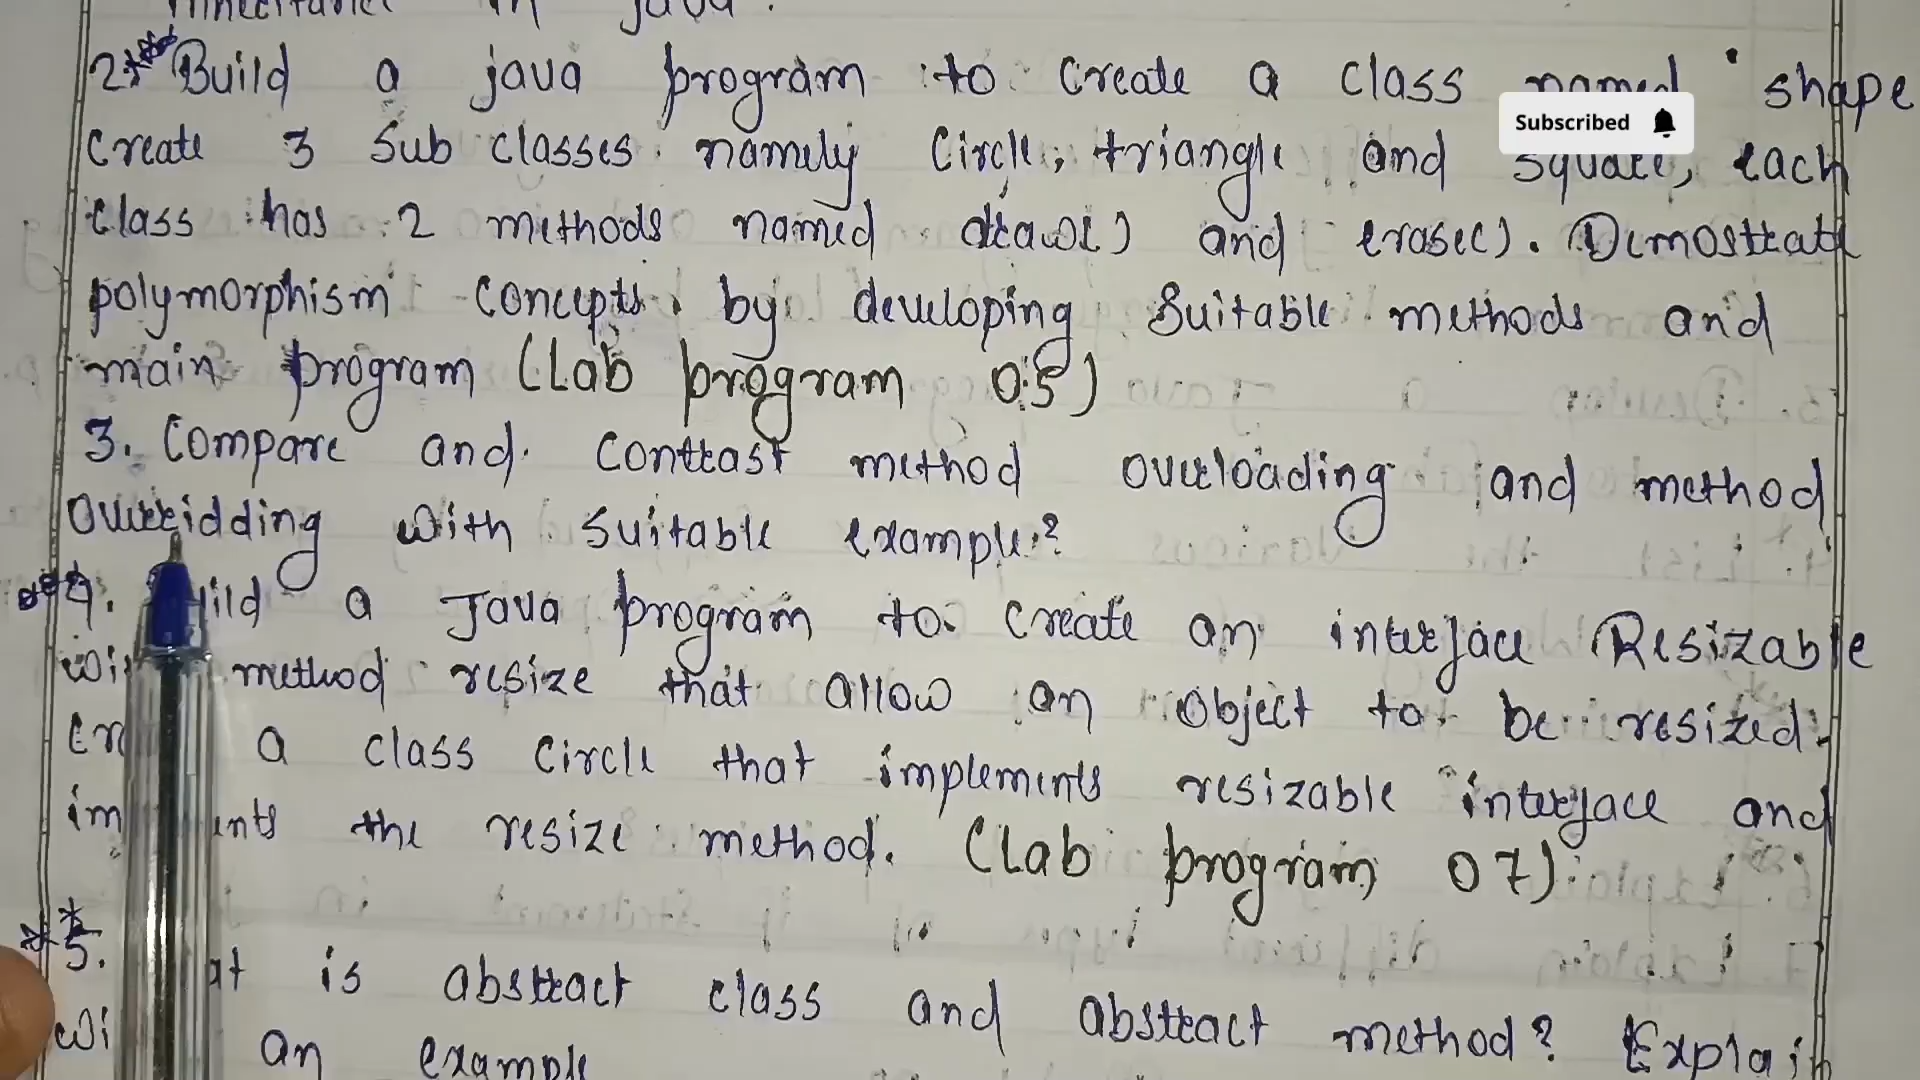 in java.
2. Build a java program to create a class named shape
Subscribed
create 3 sub classes namely circle, triangle and square, each
class has 2 methods named draw() and erase(). Demostrate
polymorphism concepts by developing suitable methods and
main program (Lab program 05)
3. Compare and contrast method overloading and method
overridding with suitable example?
4. a Java program to create an interface Resizable
method resize that allow an object to be resized.
a class circle that implements resizable interface and
the resize method. (Lab program 07)
5. is abstract class and abstract method? Explain
an example